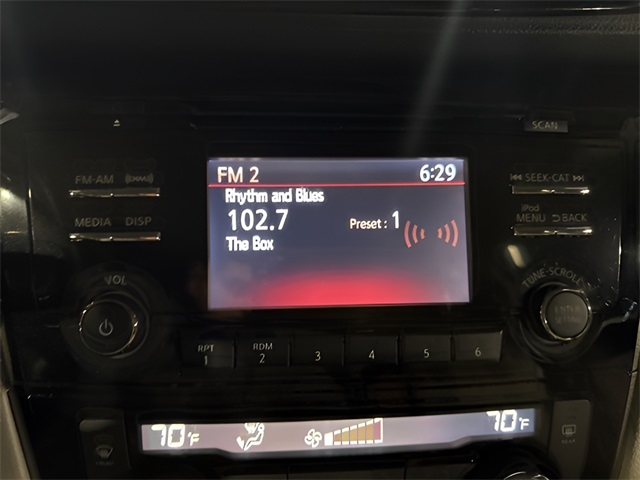 SCAN
FM 2 6:29
FM·AM SEEK·CAT
Rhythm and Blues
102.7 Preset : 1
iPod
MEDIA DISP MENU BACK
The Box
VOL TUNE·SCROLL
RPT RDM
1 2 3 4 5 6
70°F 70°F